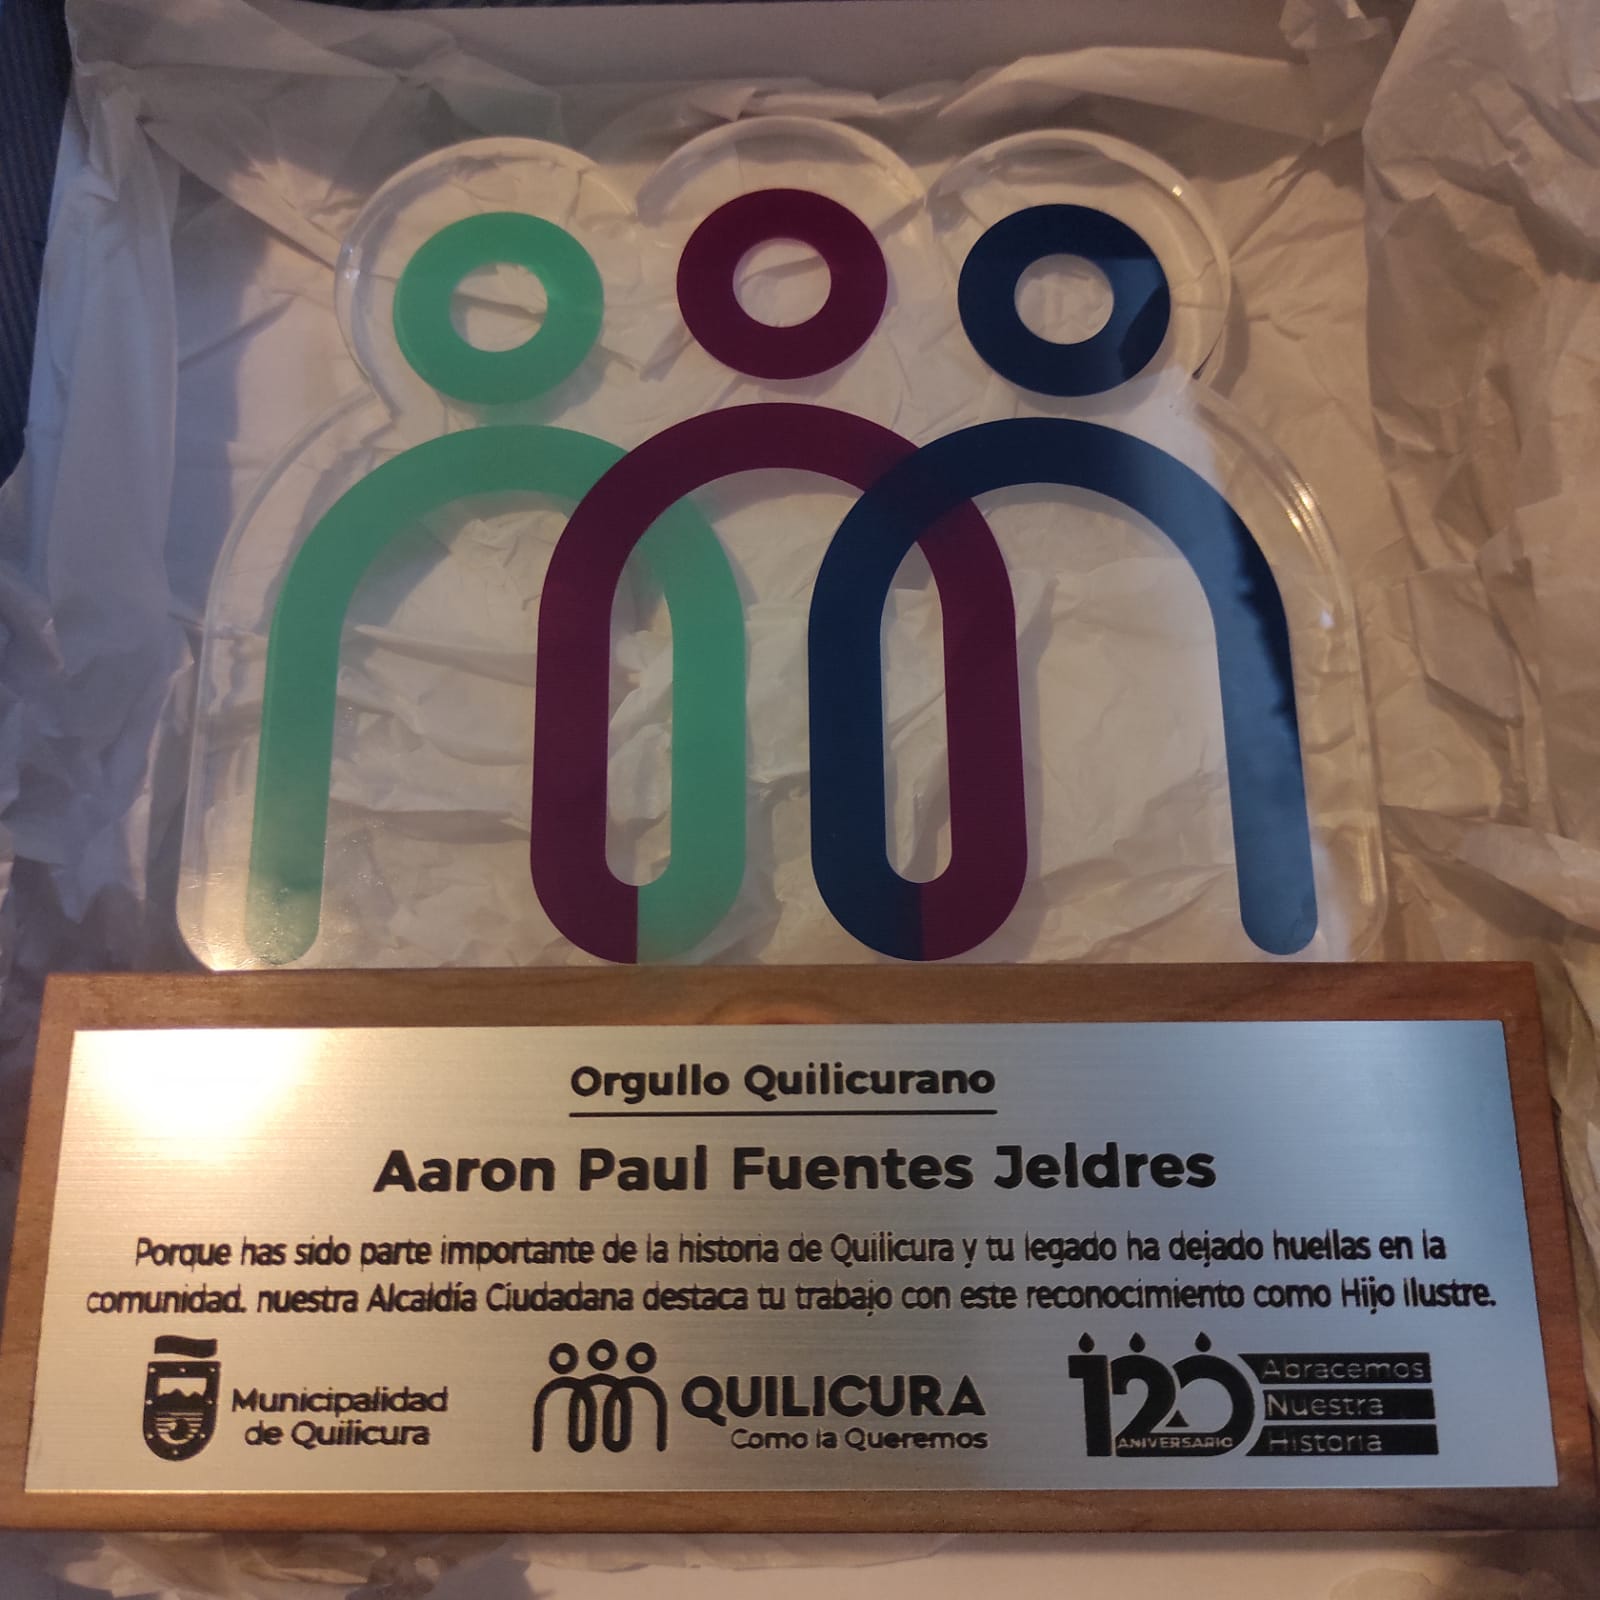 Orgullo Quilicurano
Aaron Paul Fuentes Jeldres
Porque has sido parte importante de la historia de Quilicura y tu legado ha dejado huellas en la
comunidad. nuestra Alcaldía Ciudadana destaca tu trabajo con este reconocimiento como Hijo Ilustre.
Municipalidad
de Quilicura
QUILICURA
Como la Queremos
120
ANIVERSARIO
Abracemos
Nuestra
Historia